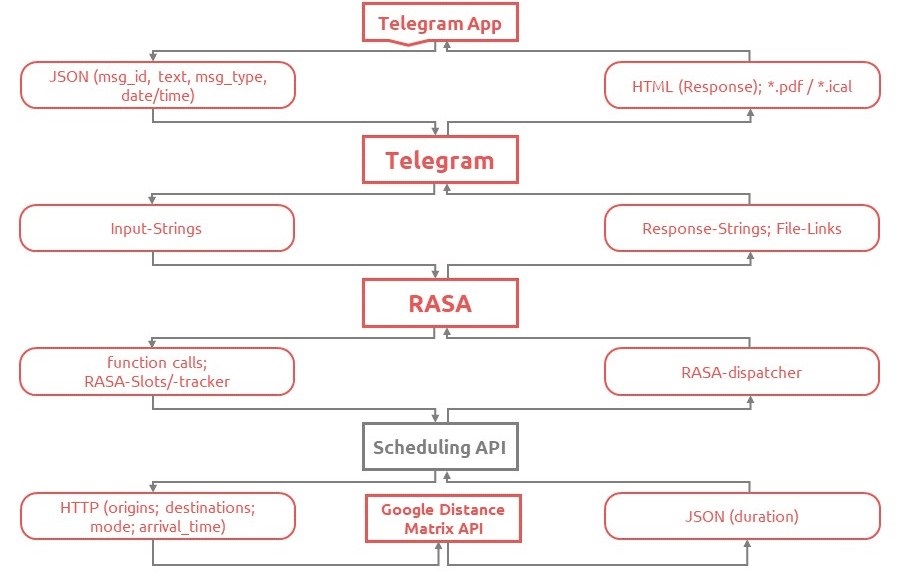 Telegram App
JSON (msg_id, text, msg_type,
date/time)
HTML (Response); *.pdf / *.ical
Telegram
Input-Strings
Response-Strings; File-Links
RASA
function calls;
RASA-Slots/-tracker
RASA-dispatcher
Scheduling API
HTTP (origins; destinations;
mode; arrival_time)
Google Distance
Matrix API
JSON (duration)